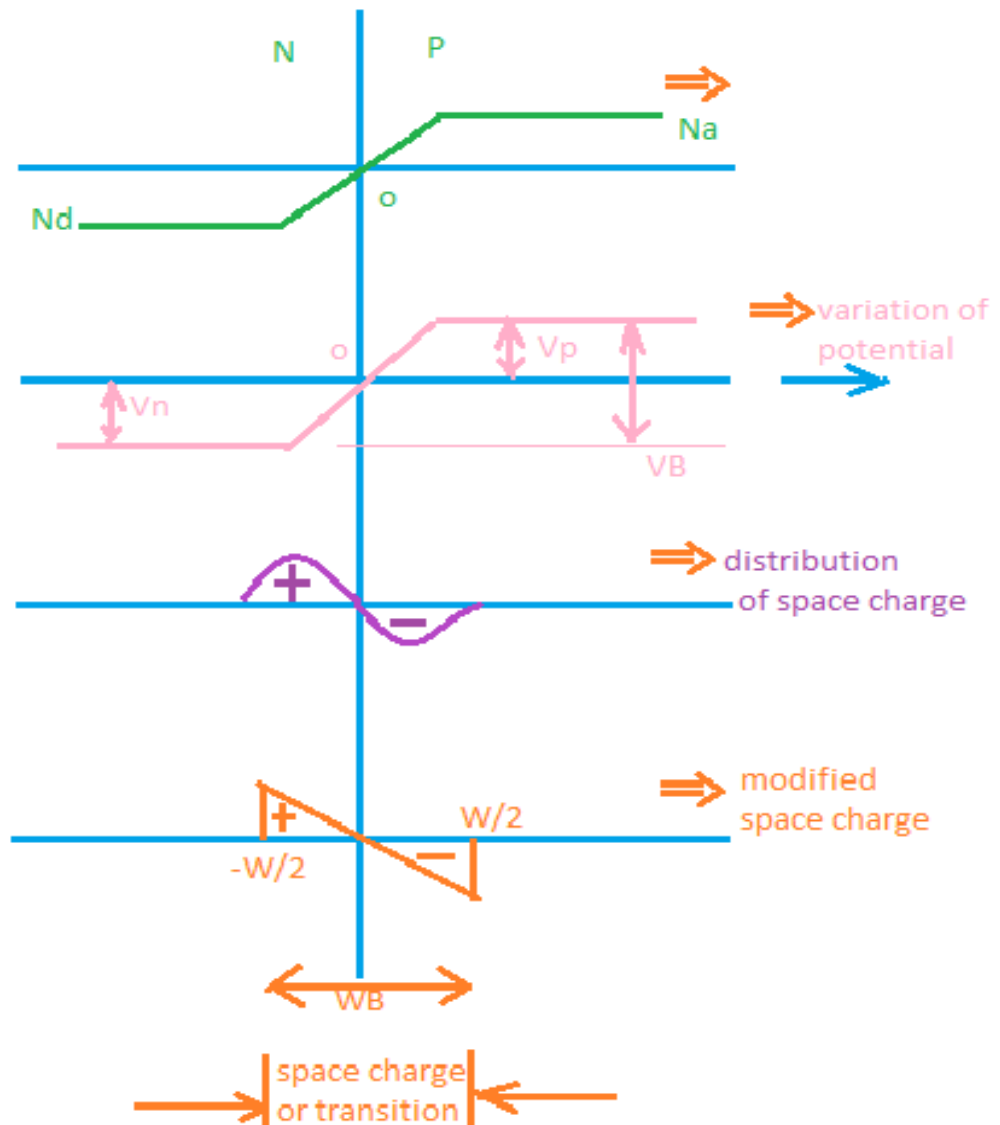 N
P
Na
o
Nd
variation of
potential
o
Vp
Vn
VB
+
distribution
of space charge
−
modified
space charge
+
W/2
−
-W/2
WB
space charge
or transition